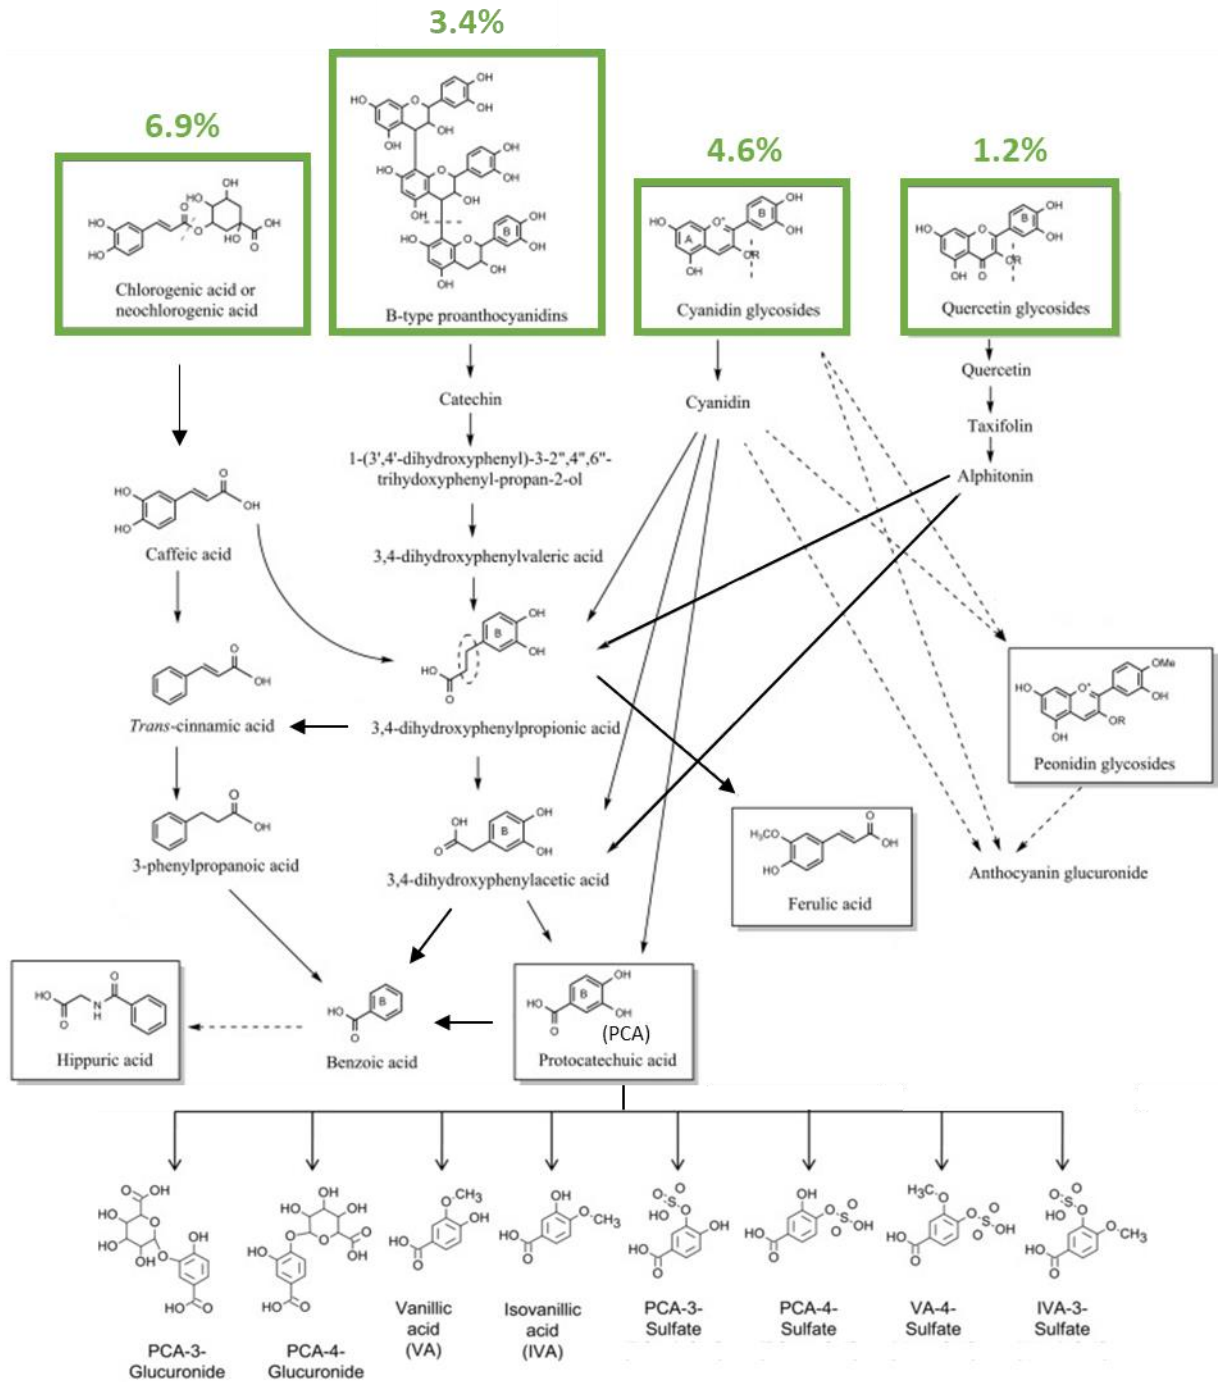 3.4%
6.9%
4.6%
1.2%
Chlorogenic acid or
neochlorogenic acid
B-type proanthocyanidins
Cyanidin glycosides
Quercetin glycosides
Catechin
Cyanidin
Quercetin
Taxifolin
Alphitonin
1-(3',4'-dihydroxyphenyl)-3-2",4",6"-
trihydoxyphenyl-propan-2-ol
Caffeic acid
3,4-dihydroxyphenylvaleric acid
Trans-cinnamic acid
3,4-dihydroxyphenylpropionic acid
Peonidin glycosides
3-phenylpropanoic acid
3,4-dihydroxyphenylacetic acid
Ferulic acid
Anthocyanin glucuronide
Hippuric acid
Benzoic acid
(PCA)
Protocatechuic acid
PCA-3-
Glucuronide
PCA-4-
Glucuronide
Vanillic
acid
(VA)
Isovanillic
acid
(IVA)
PCA-3-
Sulfate
PCA-4-
Sulfate
VA-4-
Sulfate
IVA-3-
Sulfate